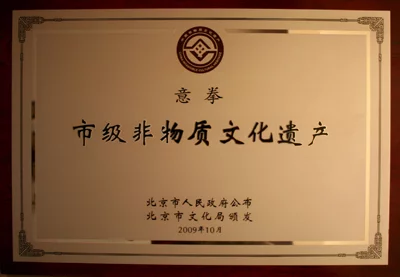 意拳
市级非物质文化遗产
北京市人民政府公布
北京市文化局颁发
2009年10月